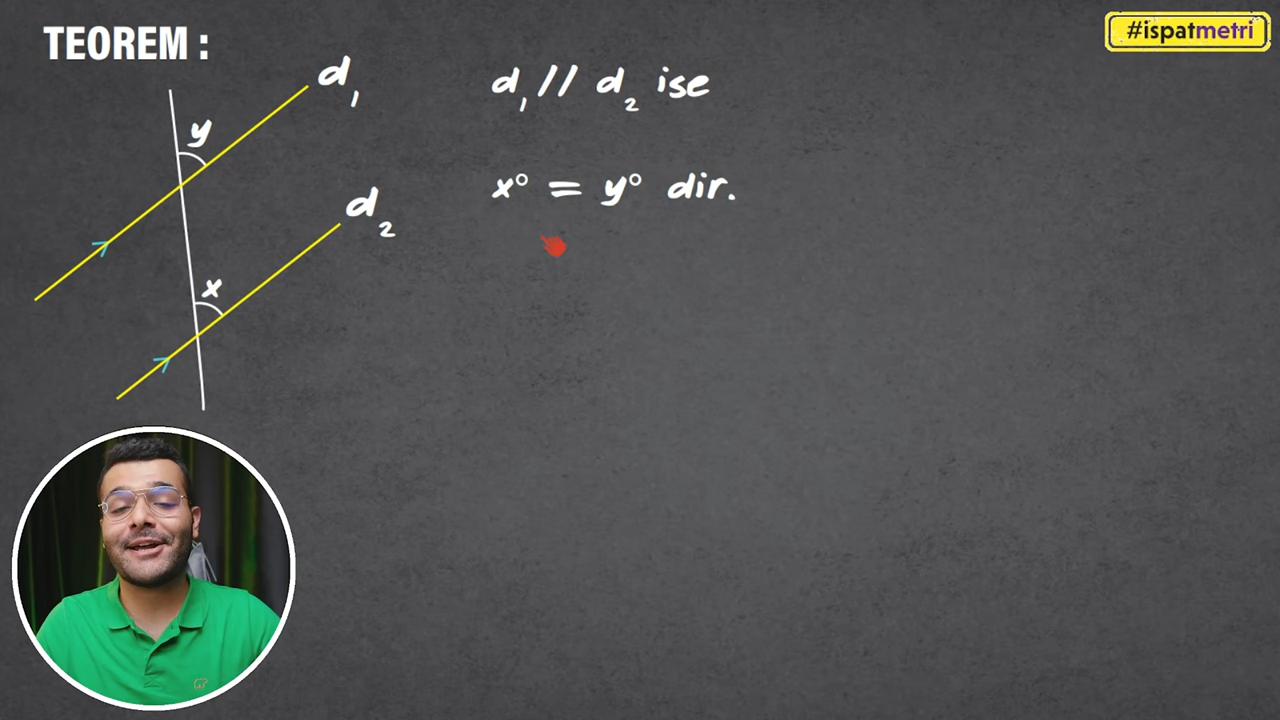 TEOREM :
#ispatmetri
d₁
d₁ // d₂ ise
y
x° = y° dir.
d₂
x